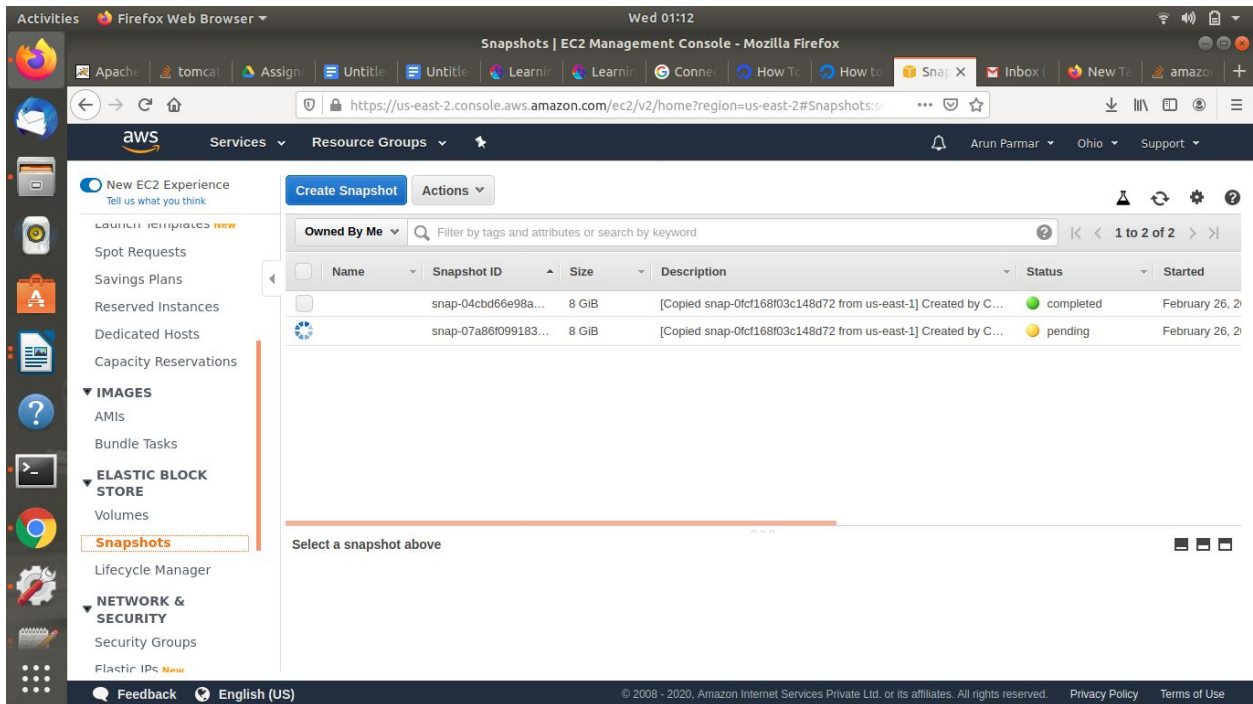 Activities Firefox Web Browser Wed 01:12
Snapshots | EC2 Management Console - Mozilla Firefox
Apache tomcat Assign Untitle Untitle Learnin Learnin Connec How To How to Snap Inbox ( New Ta amazo
https://us-east-2.console.aws.amazon.com/ec2/v2/home?region=us-east-2#Snapshots:so
aws Services Resource Groups Arun Parmar Ohio Support
New EC2 Experience
Tell us what you think
Create Snapshot Actions
Launch Templates New
Spot Requests
Savings Plans
Reserved Instances
Dedicated Hosts
Capacity Reservations
IMAGES
AMIs
Bundle Tasks
ELASTIC BLOCK
STORE
Volumes
Snapshots
Lifecycle Manager
NETWORK &
SECURITY
Security Groups
Elastic IPs New
Owned By Me Filter by tags and attributes or search by keyword 1 to 2 of 2
Name Snapshot ID Size Description Status Started
snap-04cbd66e98a... 8 GiB [Copied snap-0fcf168f03c148d72 from us-east-1] Created by C... completed February 26, 2
snap-07a86f099183... 8 GiB [Copied snap-0fcf168f03c148d72 from us-east-1] Created by C... pending February 26, 2
Select a snapshot above
Feedback English (US) © 2008 - 2020, Amazon Internet Services Private Ltd. or its affiliates. All rights reserved. Privacy Policy Terms of Use